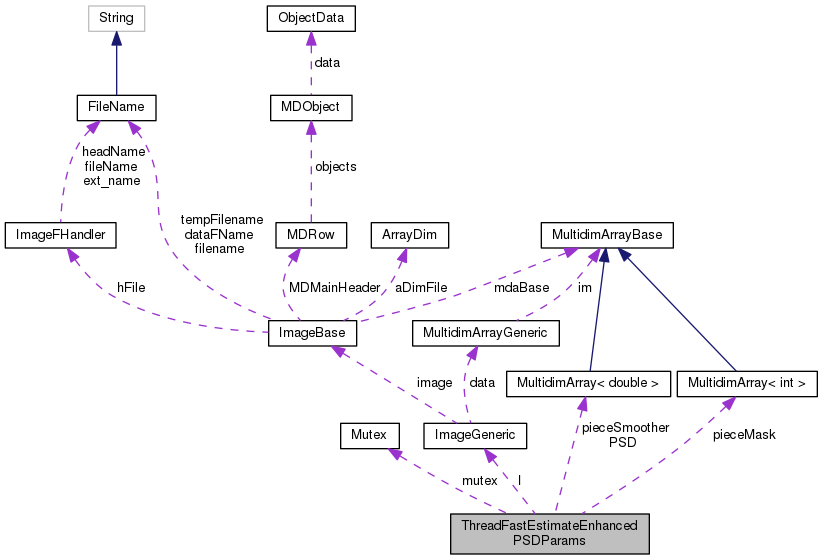 String
ObjectData
data
FileName
MDObject
headName
fileName
ext_name
objects
tempFilename
dataFName
filename
ImageFHandler
MDRow
ArrayDim
MultidimArrayBase
hFile
MDMainHeader
aDimFile
mdaBase
im
ImageBase
MultidimArrayGeneric
image
data
MultidimArray< double >
MultidimArray< int >
Mutex
ImageGeneric
pieceSmoother
PSD
pieceMask
mutex
I
ThreadFastEstimateEnhanced
PSDParams